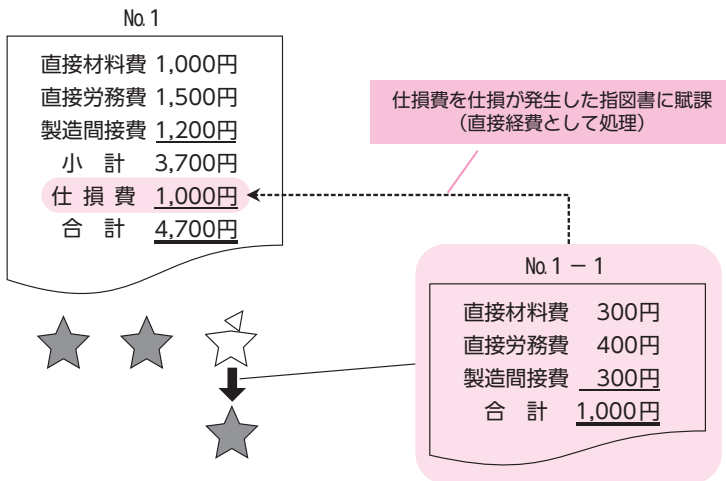 No. 1
直接材料費 1,000円
直接労務費 1,500円
製造間接費 1,200円
小 計 3,700円
仕 損 費 1,000円
合 計 4,700円
仕損費を仕損が発生した指図書に賦課
(直接経費として処理)
No. 1 － 1
直接材料費 300円
直接労務費 400円
製造間接費 300円
合 計 1,000円